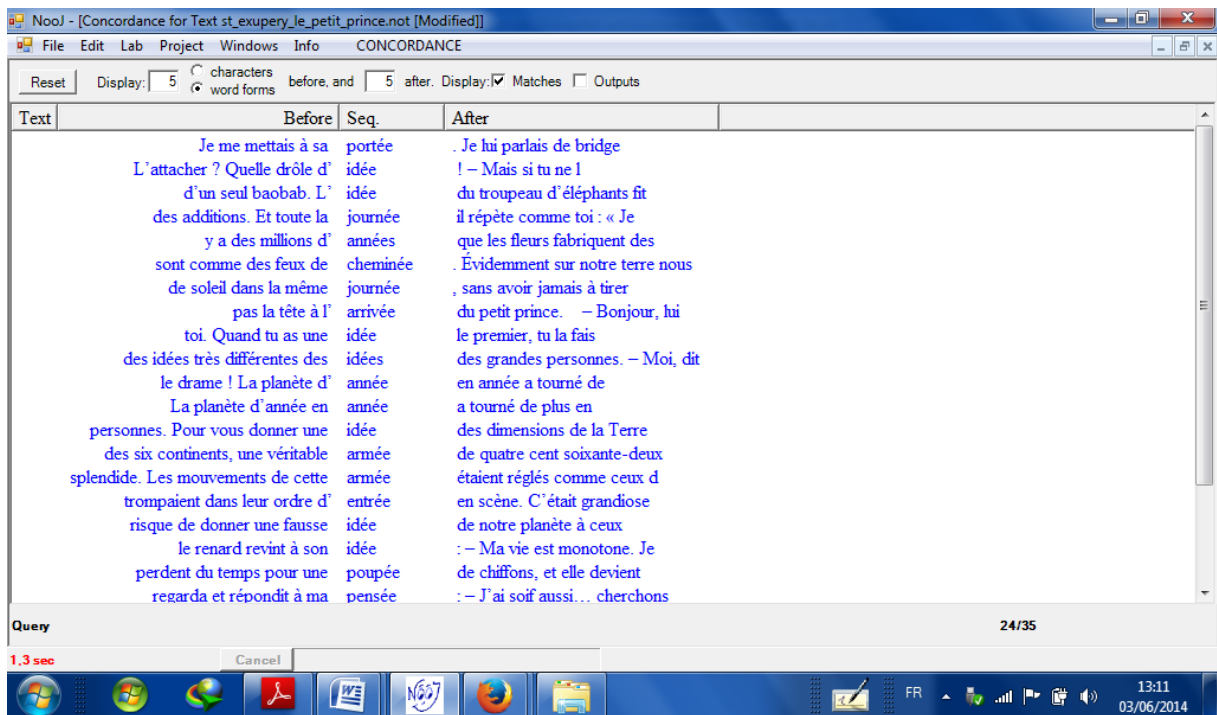 NooJ - [Concordance for Text st_exupery_le_petit_prince.not [Modified]]
File Edit Lab Project Windows Info CONCORDANCE
Reset Display: 5 characters word forms before, and 5 after. Display: Matches Outputs
Text Before Seq. After
Je me mettais à sa portée . Je lui parlais de bridge
L'attacher ? Quelle drôle d' idée ! – Mais si tu ne l
d'un seul baobab. L' idée du troupeau d'éléphants fit
des additions. Et toute la journée il répète comme toi : « Je
y a des millions d' années que les fleurs fabriquent des
sont comme des feux de cheminée . Évidemment sur notre terre nous
de soleil dans la même journée , sans avoir jamais à tirer
pas la tête à l' arrivée du petit prince. – Bonjour, lui
toi. Quand tu as une idée le premier, tu la fais
des idées très différentes des idées des grandes personnes. – Moi, dit
le drame ! La planète d' année en année a tourné de
La planète d'année en année a tourné de plus en
personnes. Pour vous donner une idée des dimensions de la Terre
des six continents, une véritable armée de quatre cent soixante-deux
splendide. Les mouvements de cette armée étaient réglés comme ceux d
trompaient dans leur ordre d' entrée en scène. C'était grandiose
risque de donner une fausse idée de notre planète à ceux
le renard revint à son idée : – Ma vie est monotone. Je
perdent du temps pour une poupée de chiffons, et elle devient
regarda et répondit à ma pensée : – J'ai soif aussi… cherchons
Query 24/35
1,3 sec Cancel
NooJ FR 13:11
03/06/2014